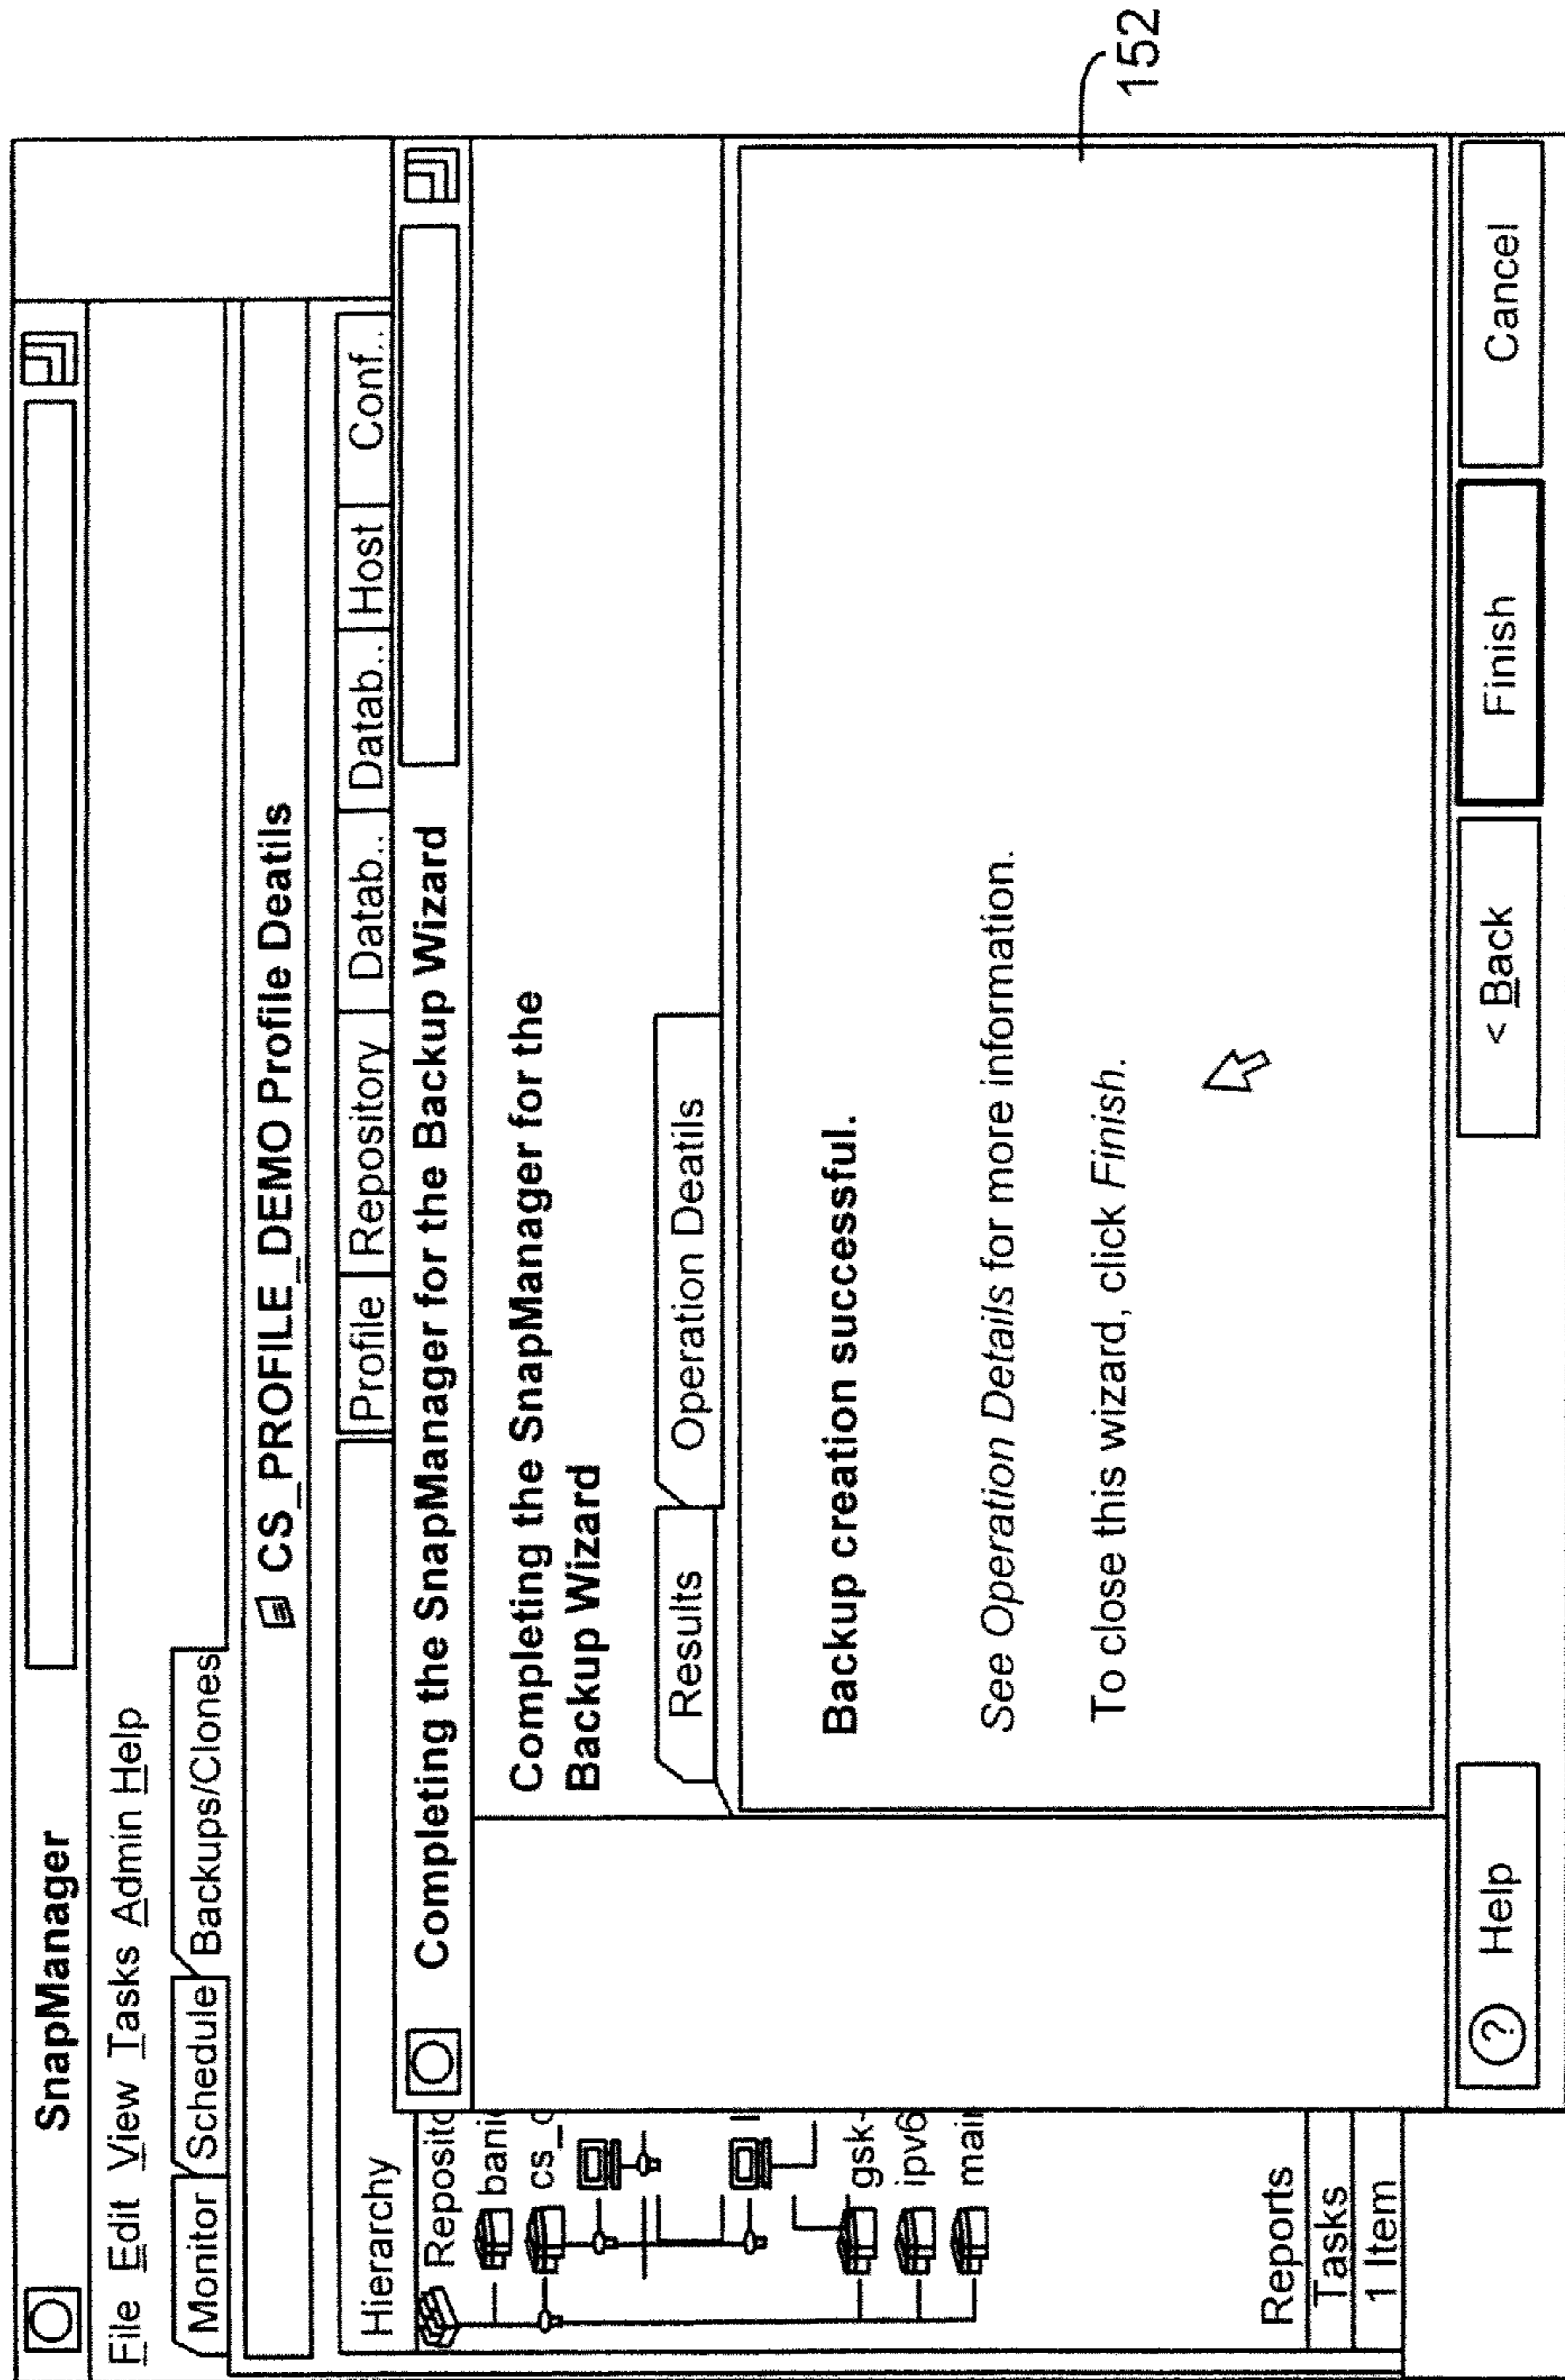 SnapManager
File Edit View Tasks Admin Help
Monitor Schedule Backups/Clones
CS_PROFILE_DEMO Profile Deatils
Hierarchy
Profile Repository Datab... Datab... Host Conf...
Completing the SnapManager for the Backup Wizard
Completing the SnapManager for the
Backup Wizard
Results Operation Deatils
Backup creation successful.
See Operation Details for more information.
To close this wizard, click Finish.
152
gsk-
ipv6
Reports
Tasks
1 Item
? Help
< Back
Finish
Cancel